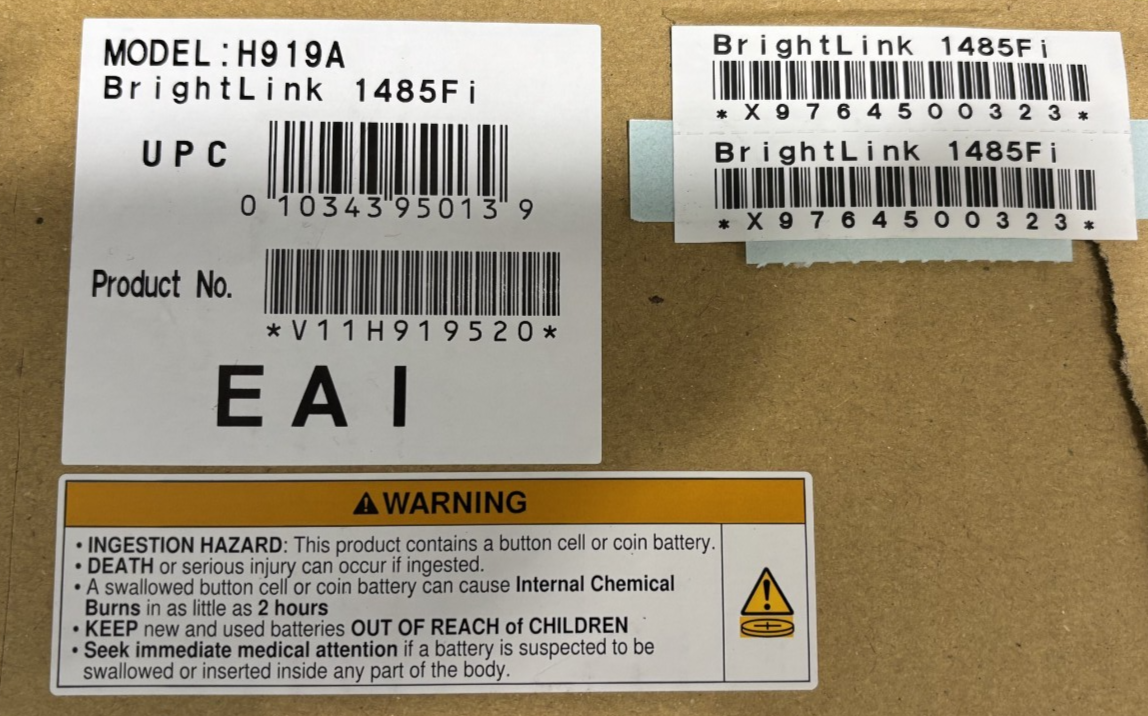 MODEL:H919A
BrightLink 1485Fi
UPC
0 10343 95013 9
Product No.
*V11H919520*
EAI
BrightLink 1485Fi
*X9764500323*
BrightLink 1485Fi
*X9764500323*
WARNING
• INGESTION HAZARD: This product contains a button cell or coin battery.
• DEATH or serious injury can occur if ingested.
• A swallowed button cell or coin battery can cause Internal Chemical
Burns in as little as 2 hours
• KEEP new and used batteries OUT OF REACH of CHILDREN
• Seek immediate medical attention if a battery is suspected to be
swallowed or inserted inside any part of the body.